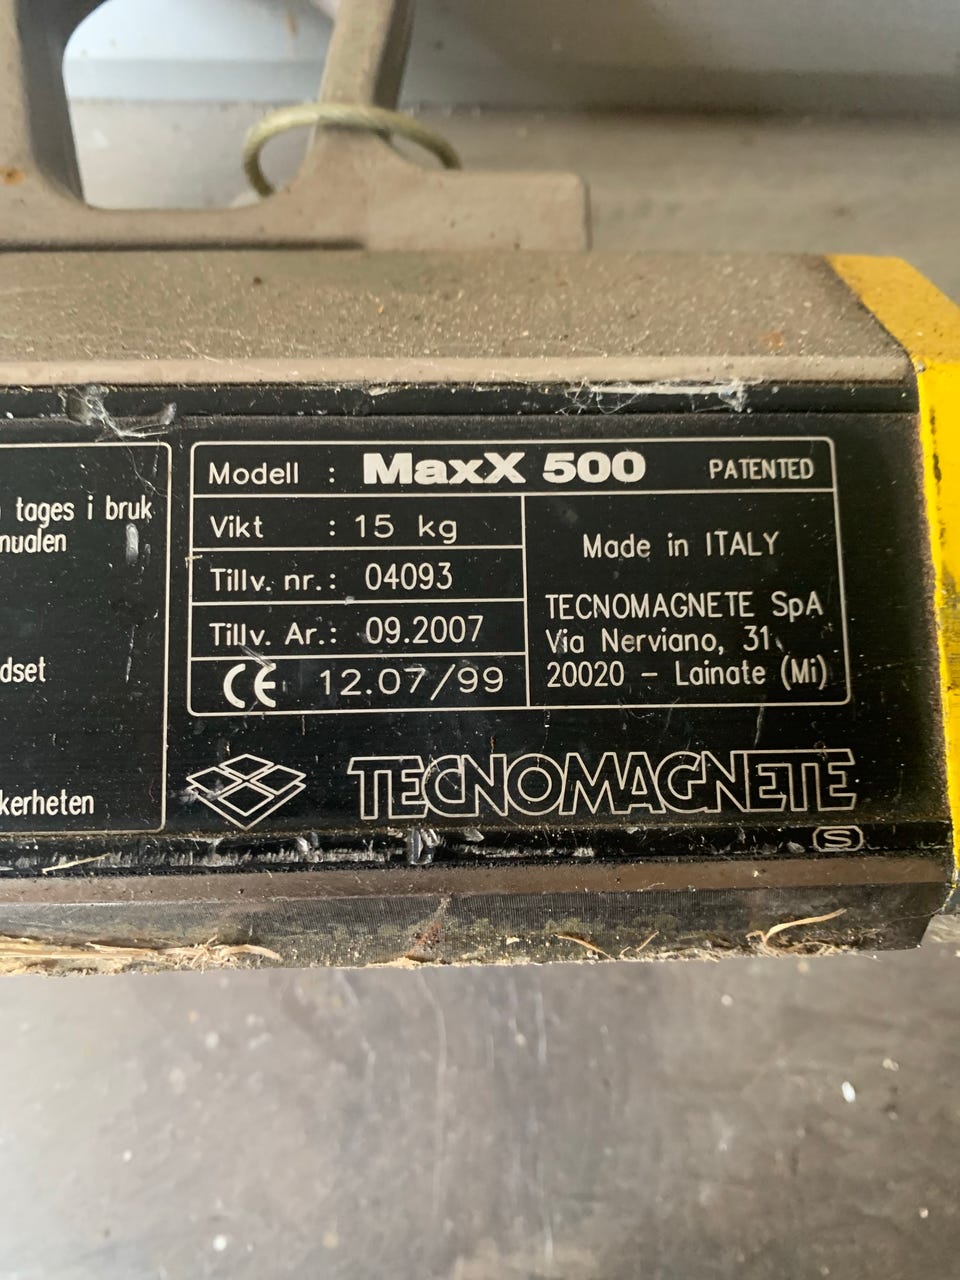 tages i bruk
nualen
dset
kerheten
Modell : MaxX 500 PATENTED
Vikt : 15 kg
Tillv. nr.: 04093
Tillv. Ar.: 09.2007
CE 12.07/99
Made in ITALY
TECNOMAGNETE SpA
Via Nerviano, 31
20020 - Lainate (Mi)
TECNOMAGNETE
S